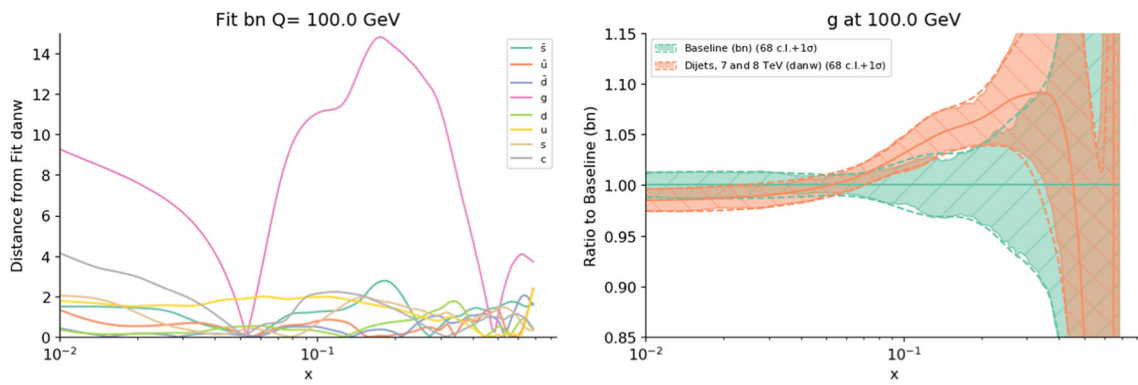 Fit bn Q= 100.0 GeV
Distance from Fit danw
14
12
10
8
6
4
2
0
10⁻²
10⁻¹
x
s̄
ū
d̄
g
d
u
s
c
g at 100.0 GeV
Ratio to Baseline (bn)
1.15
1.10
1.05
1.00
0.95
0.90
0.85
10⁻²
10⁻¹
x
Baseline (bn) (68 c.l.+1σ)
Dijets, 7 and 8 TeV (danw) (68 c.l.+1σ)